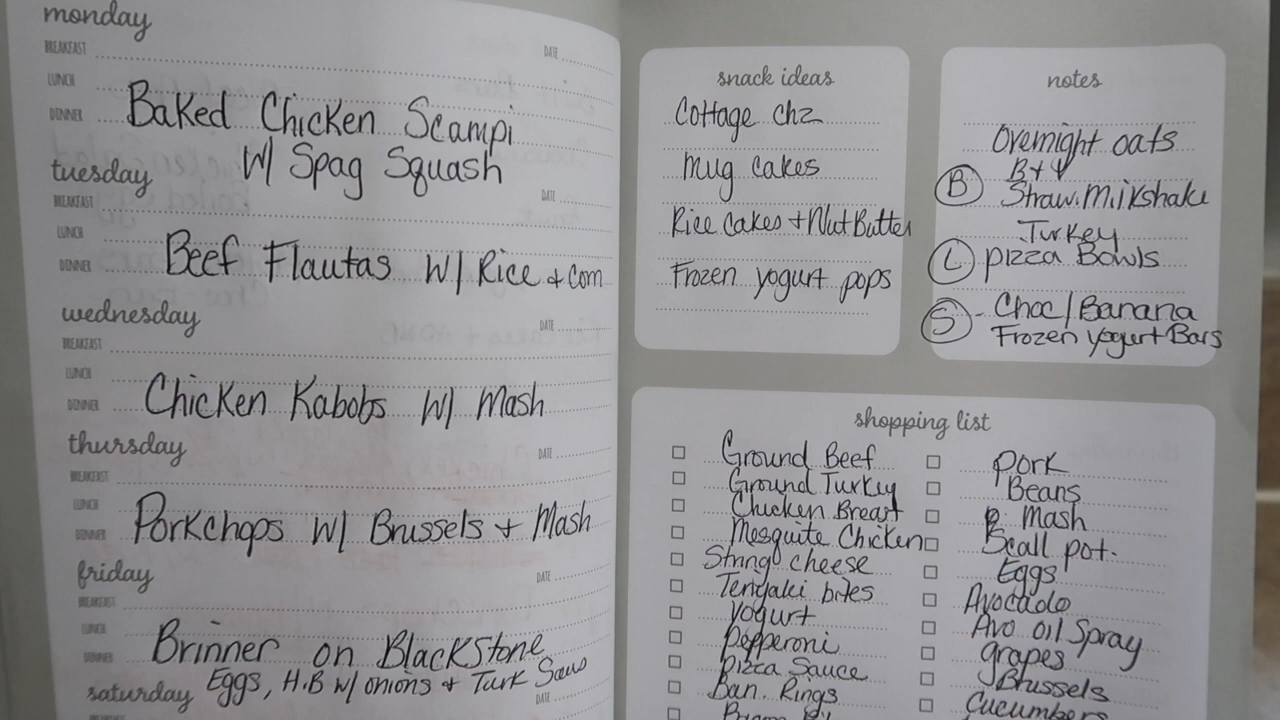 monday
BREAKFAST
DATE
LUNCH
DINNER Baked Chicken Scampi
W/ Spag Squash
tuesday
BREAKFAST
DATE
LUNCH
DINNER Beef Flautas W/ Rice + Corn
wednesday
BREAKFAST
DATE
LUNCH
DINNER Chicken Kabobs W/ Mash
thursday
BREAKFAST
DATE
LUNCH
DINNER Porkchops W/ Brussels + Mash
friday
BREAKFAST
DATE
LUNCH
DINNER Brinner on BlackStone
Eggs, H.B W/ onions + Turk Saus
saturday
DATE
BREAKFAST
snack ideas
Cottage chz
Mug cakes
Rice cakes + Nut Butter
Frozen yogurt pops
notes
Overnight oats
B+
B Straw. Milkshake
Turkey
L pizza Bowls
S - Choc/Banana
Frozen Yogurt Bars
shopping list
Ground Beef
Ground Turkey
Chicken Breast
Mesquite Chicken
String cheese
Teriyaki bites
Yogurt
Pepperoni
Pizza Sauce
Ban. Rings
Pork
Beans
Mash
Scall pot.
Eggs
Avocado
Avo oil Spray
grapes
Brussels
Cucumbers